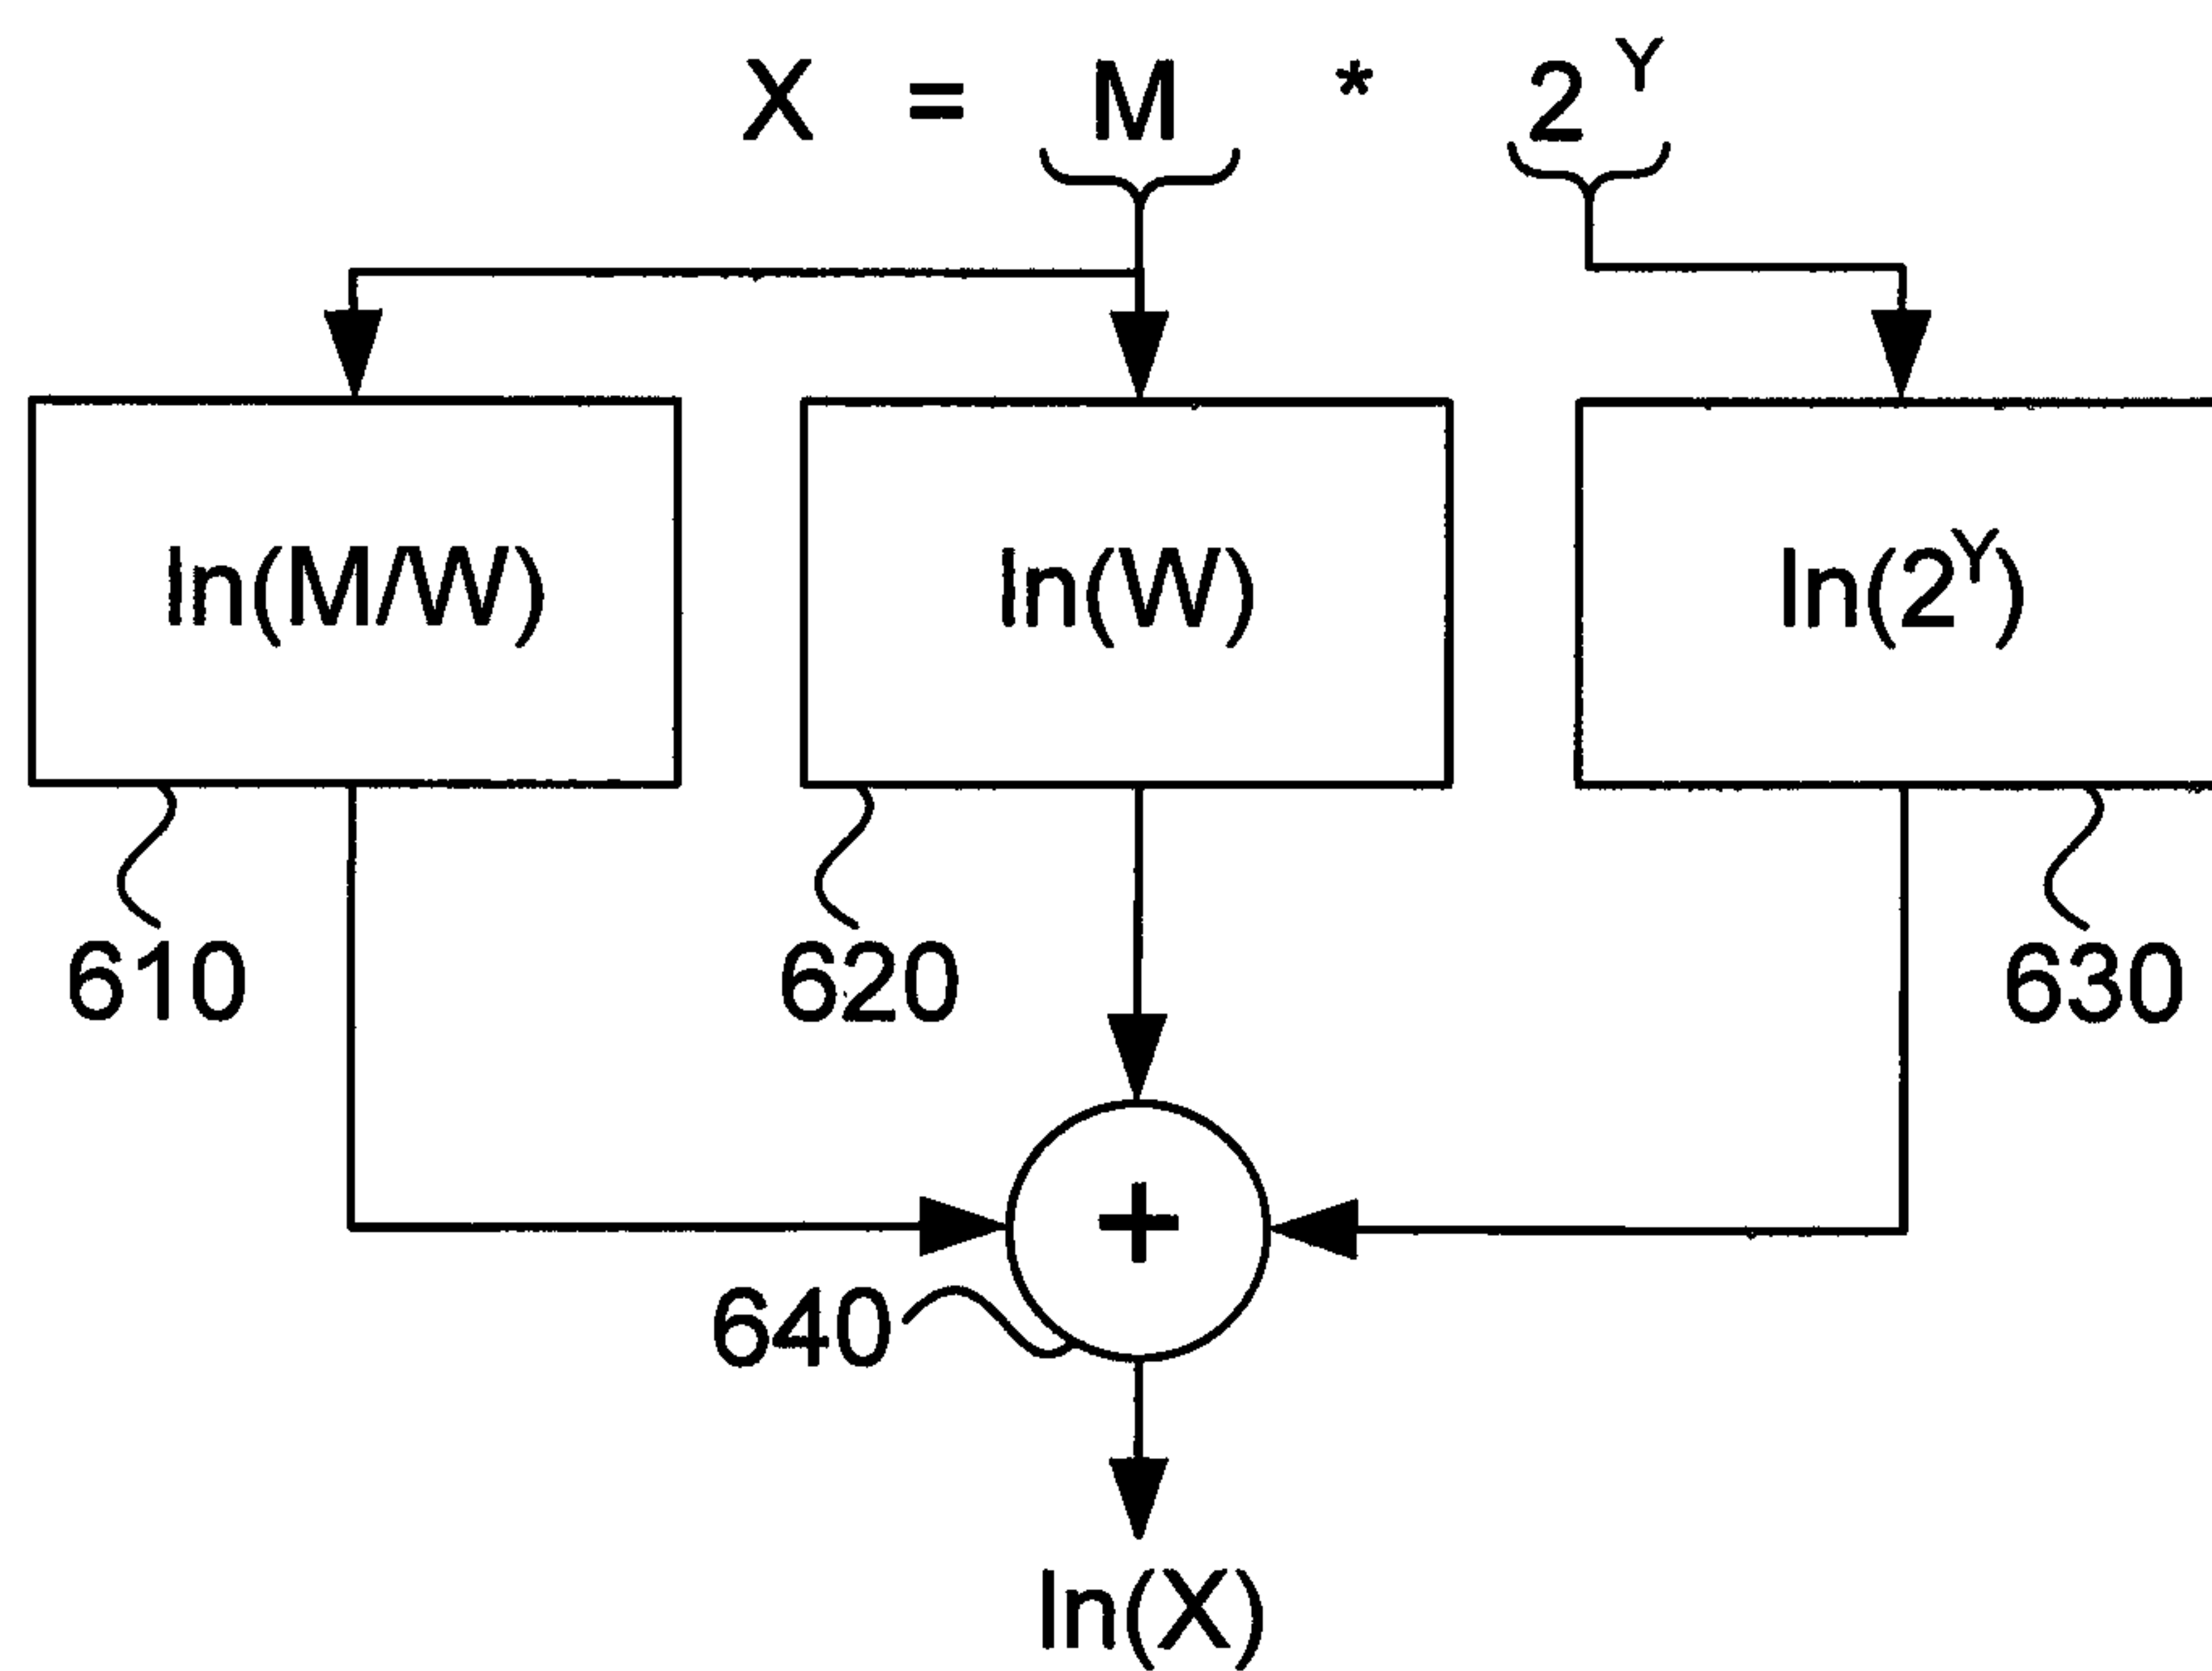 X = M * 2^Y
ln(M/W) ln(W) ln(2^Y)
610 620 630
+
640
ln(X)